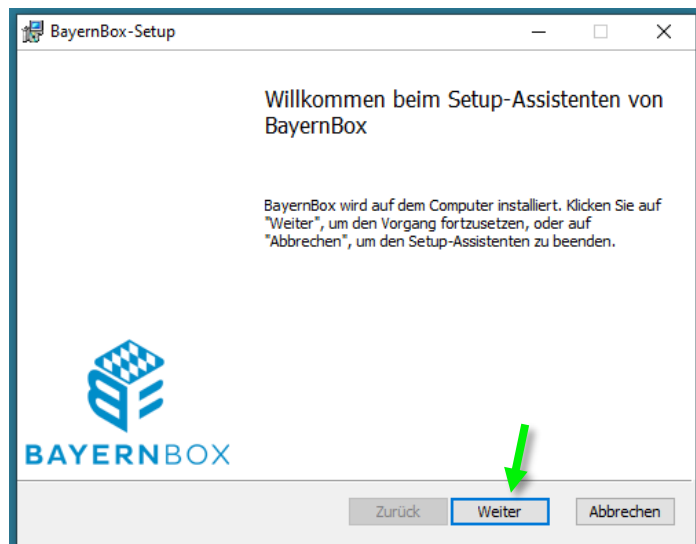 BayernBox-Setup
Willkommen beim Setup-Assistenten von
BayernBox
BayernBox wird auf dem Computer installiert. Klicken Sie auf
"Weiter", um den Vorgang fortzusetzen, oder auf
"Abbrechen", um den Setup-Assistenten zu beenden.
BAYERNBOX
Zurück Weiter Abbrechen